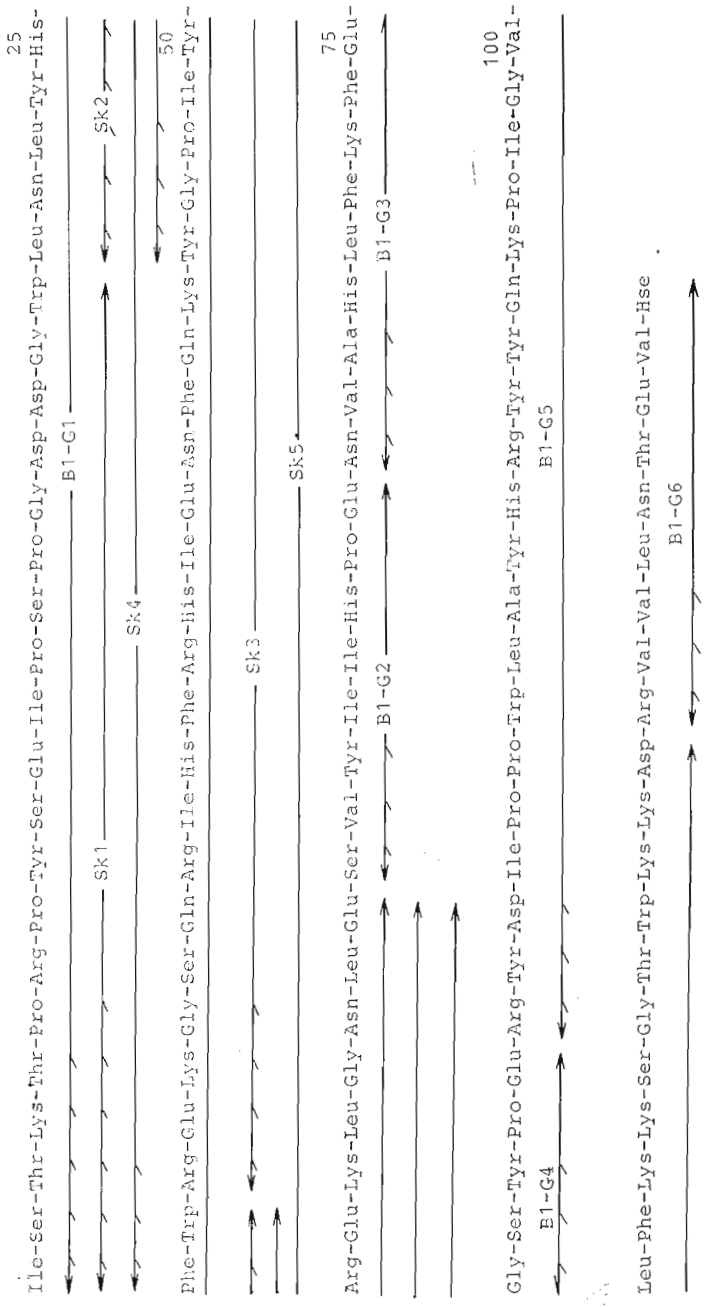 25
Ile-Ser-Thr-Lys-Thr-Pro-Arg-Pro-Tyr-Ser-Glu-Ile-Pro-Ser-Pro-Gly-Asp-Asp-Gly-Trp-Leu-Asn-Leu-Tyr-His-
B1-G1
Sk1 Sk2
Sk4
50
Phe-Trp-Arg-Glu-Lys-Gly-Ser-Gln-Arg-Ile-His-Phe-Arg-His-Ile-Glu-Asn-Phe-Gln-Lys-Tyr-Gly-Pro-Ile-Tyr-
Sk3
Sk5
75
Arg-Glu-Lys-Leu-Gly-Asn-Leu-Glu-Ser-Val-Tyr-Ile-Ile-His-Pro-Glu-Asn-Val-Ala-His-Leu-Phe-Lys-Phe-Glu-
B1-G2 B1-G3
100
Gly-Ser-Tyr-Pro-Glu-Arg-Tyr-Asp-Ile-Pro-Pro-Trp-Leu-Ala-Tyr-His-Arg-Tyr-Tyr-Gln-Lys-Pro-Ile-Gly-Val-
B1-G4 B1-G5
Leu-Phe-Lys-Lys-Ser-Gly-Thr-Trp-Lys-Lys-Asp-Arg-Val-Val-Leu-Asn-Thr-Glu-Val-Hse
B1-G6